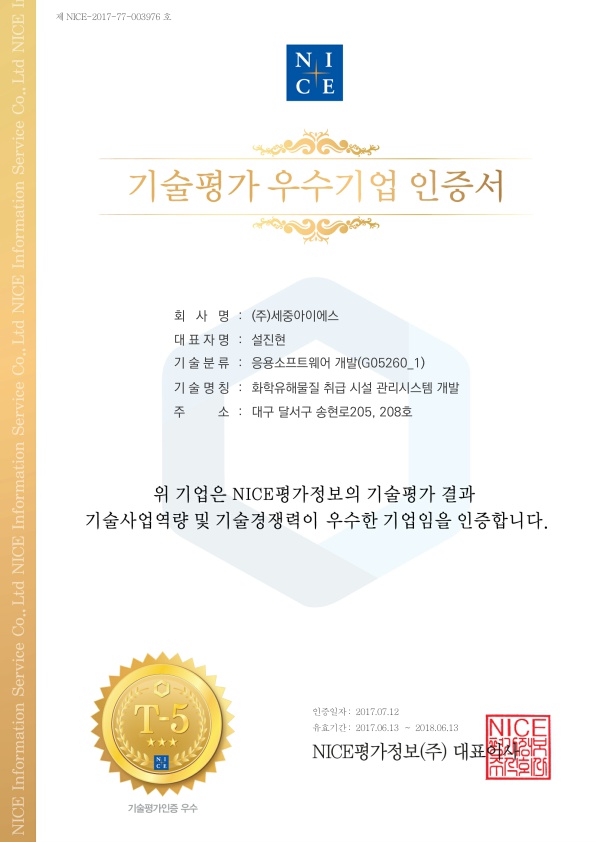 제 NICE-2017-77-003976 호
NI
CE
기술평가 우수기업 인증서
회 사 명 : (주)세중아이에스
대표자명 : 설진현
기술분류 : 응용소프트웨어 개발(G05260_1)
기술명칭 : 화학유해물질 취급 시설 관리시스템 개발
주 소 : 대구 달서구 송현로205, 208호
위 기업은 NICE평가정보의 기술평가 결과
기술사업역량 및 기술경쟁력이 우수한 기업임을 인증합니다.
T-5
NI
CE
기술평가인증 우수
인증일자 : 2017.07.12
유효기간 : 2017.06.13 ~ 2018.06.13
NICE평가정보(주) 대표이사
NICE
NICE Information Service Co., Ltd NICE Information Service Co., Ltd NICE Information Service Co., Ltd NICE I